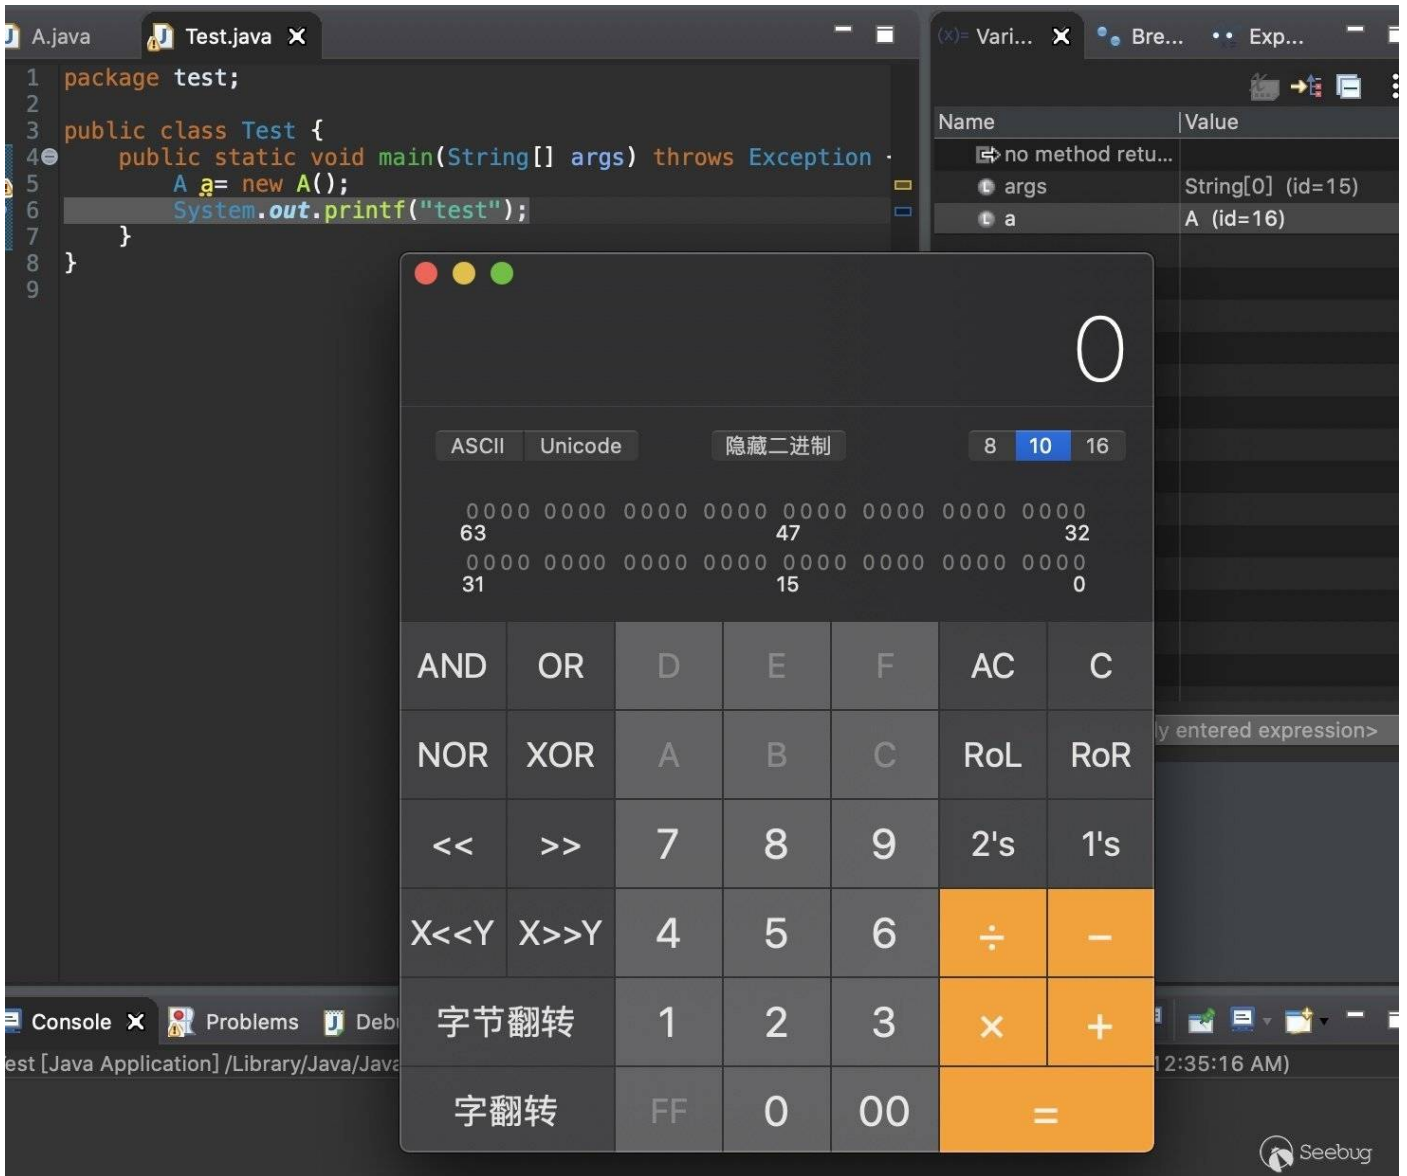 A.java
Test.java
Vari...
Bre...
Exp...
1 package test;
2
3 public class Test {
4 public static void main(String[] args) throws Exception
5 A a= new A();
6 System.out.printf("test");
7 }
8 }
9
Name Value
no method retu...
args String[0] (id=15)
a A (id=16)
0
ASCII Unicode 隐藏二进制 8 10 16
0000 0000 0000 0000 0000 0000 0000 0000
63 47 32
0000 0000 0000 0000 0000 0000 0000 0000
31 15 0
AND OR D E F AC C
NOR XOR A B C RoL RoR
<< >> 7 8 9 2's 1's
X<<Y X>>Y 4 5 6 ÷ −
字节翻转 1 2 3 × +
字翻转 FF 0 00 =
entered expression>
Console Problems
[Java Application] /Library/Java/
12:35:16 AM)
Seebug